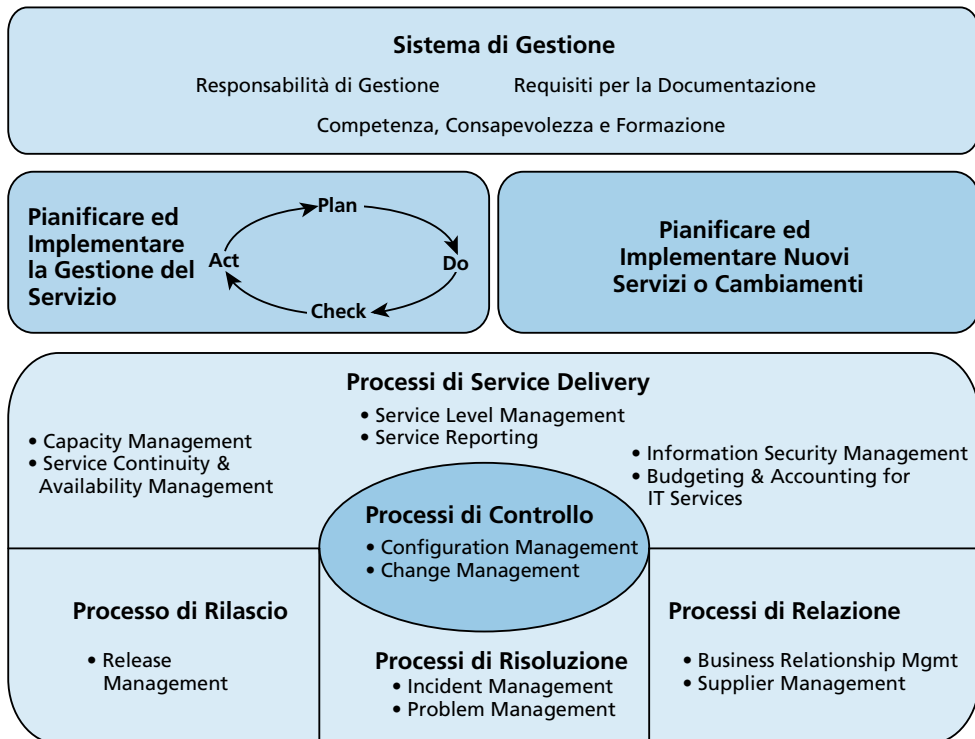 Sistema di Gestione
Responsabilità di Gestione
Requisiti per la Documentazione
Competenza, Consapevolezza e Formazione
Pianificare ed
Implementare
la Gestione del
Servizio
Plan
Act
Do
Check
Pianificare ed
Implementare Nuovi
Servizi o Cambiamenti
Processi di Service Delivery
• Service Level Management
• Service Reporting
• Capacity Management
• Service Continuity &
Availability Management
• Information Security Management
• Budgeting & Accounting for
IT Services
Processi di Controllo
• Configuration Management
• Change Management
Processo di Rilascio
• Release
Management
Processi di Risoluzione
• Incident Management
• Problem Management
Processi di Relazione
• Business Relationship Mgmt
• Supplier Management